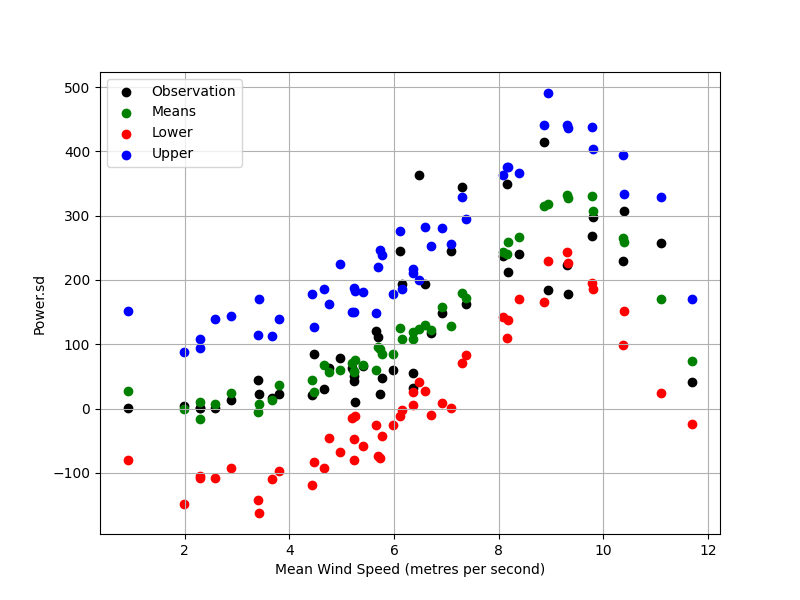 500
400
300
200
100
0
−100
Power.sd
Observation
Means
Lower
Upper
2 4 6 8 10 12
Mean Wind Speed (metres per second)